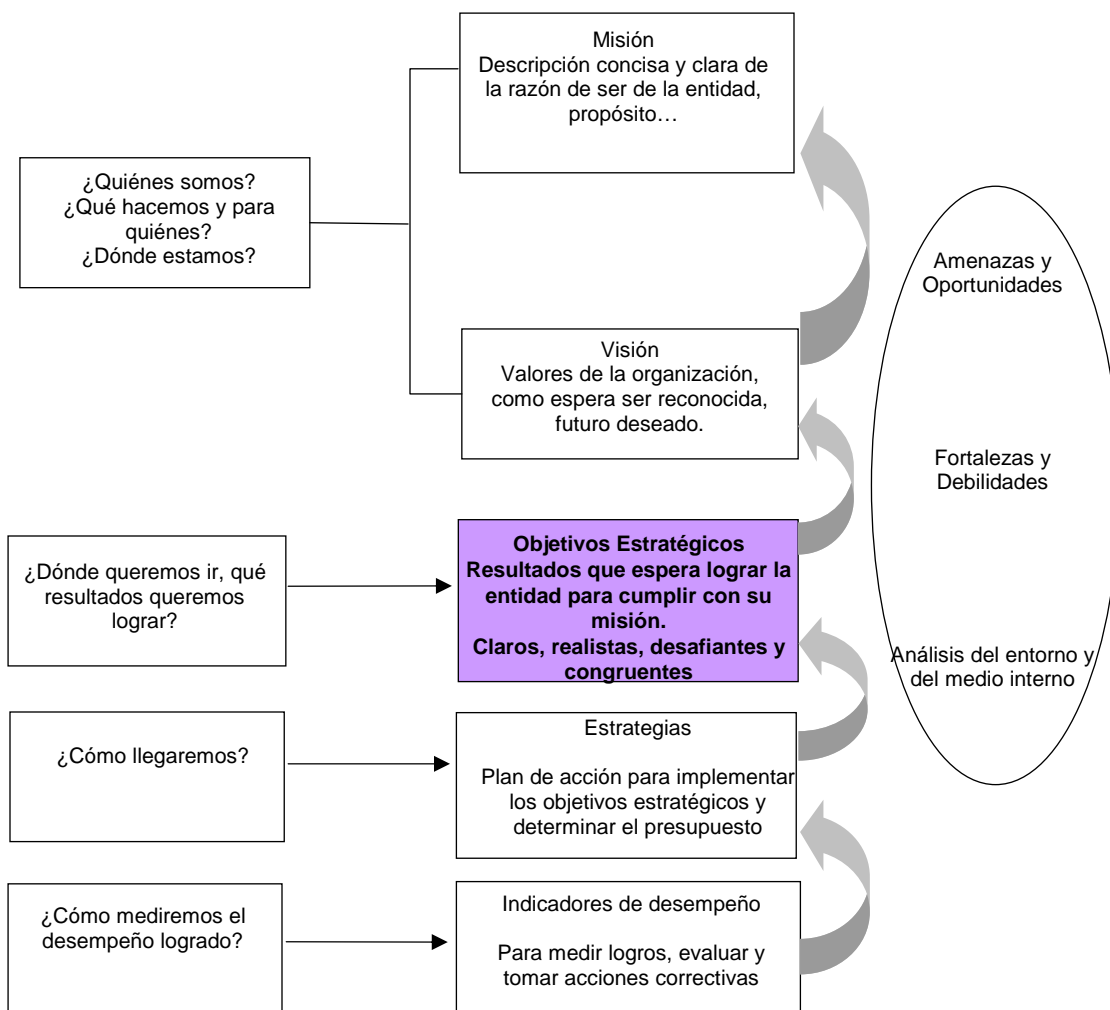 Misión
Descripción concisa y clara de
la razón de ser de la entidad,
propósito…
¿Quiénes somos?
¿Qué hacemos y para
quiénes?
¿Dónde estamos?
Amenazas y
Oportunidades
Visión
Valores de la organización,
como espera ser reconocida,
futuro deseado.
Fortalezas y
Debilidades
¿Dónde queremos ir, qué
resultados queremos
lograr?
Objetivos Estratégicos
Resultados que espera lograr la
entidad para cumplir con su
misión.
Claros, realistas, desafiantes y
congruentes
Análisis del entorno y
del medio interno
¿Cómo llegaremos?
Estrategias
Plan de acción para implementar
los objetivos estratégicos y
determinar el presupuesto
¿Cómo mediremos el
desempeño logrado?
Indicadores de desempeño
Para medir logros, evaluar y
tomar acciones correctivas